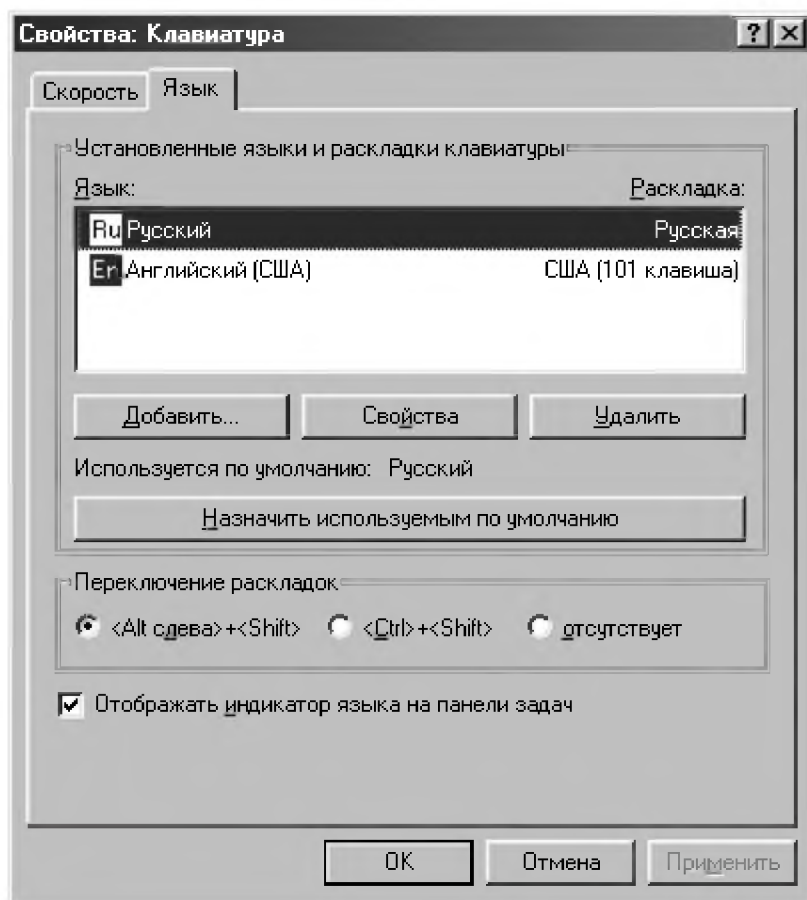 Свойства: Клавиатура
Скорость Язык
Установленные языки и раскладки клавиатуры
Язык: Раскладка:
Ru Русский Русская
En Английский (США) США (101 клавиша)
Добавить... Свойства Удалить
Используется по умолчанию: Русский
Назначить используемым по умолчанию
Переключение раскладок
<Alt слева>+<Shift> <Ctrl>+<Shift> отсутствует
Отображать индикатор языка на панели задач
OK Отмена Применить